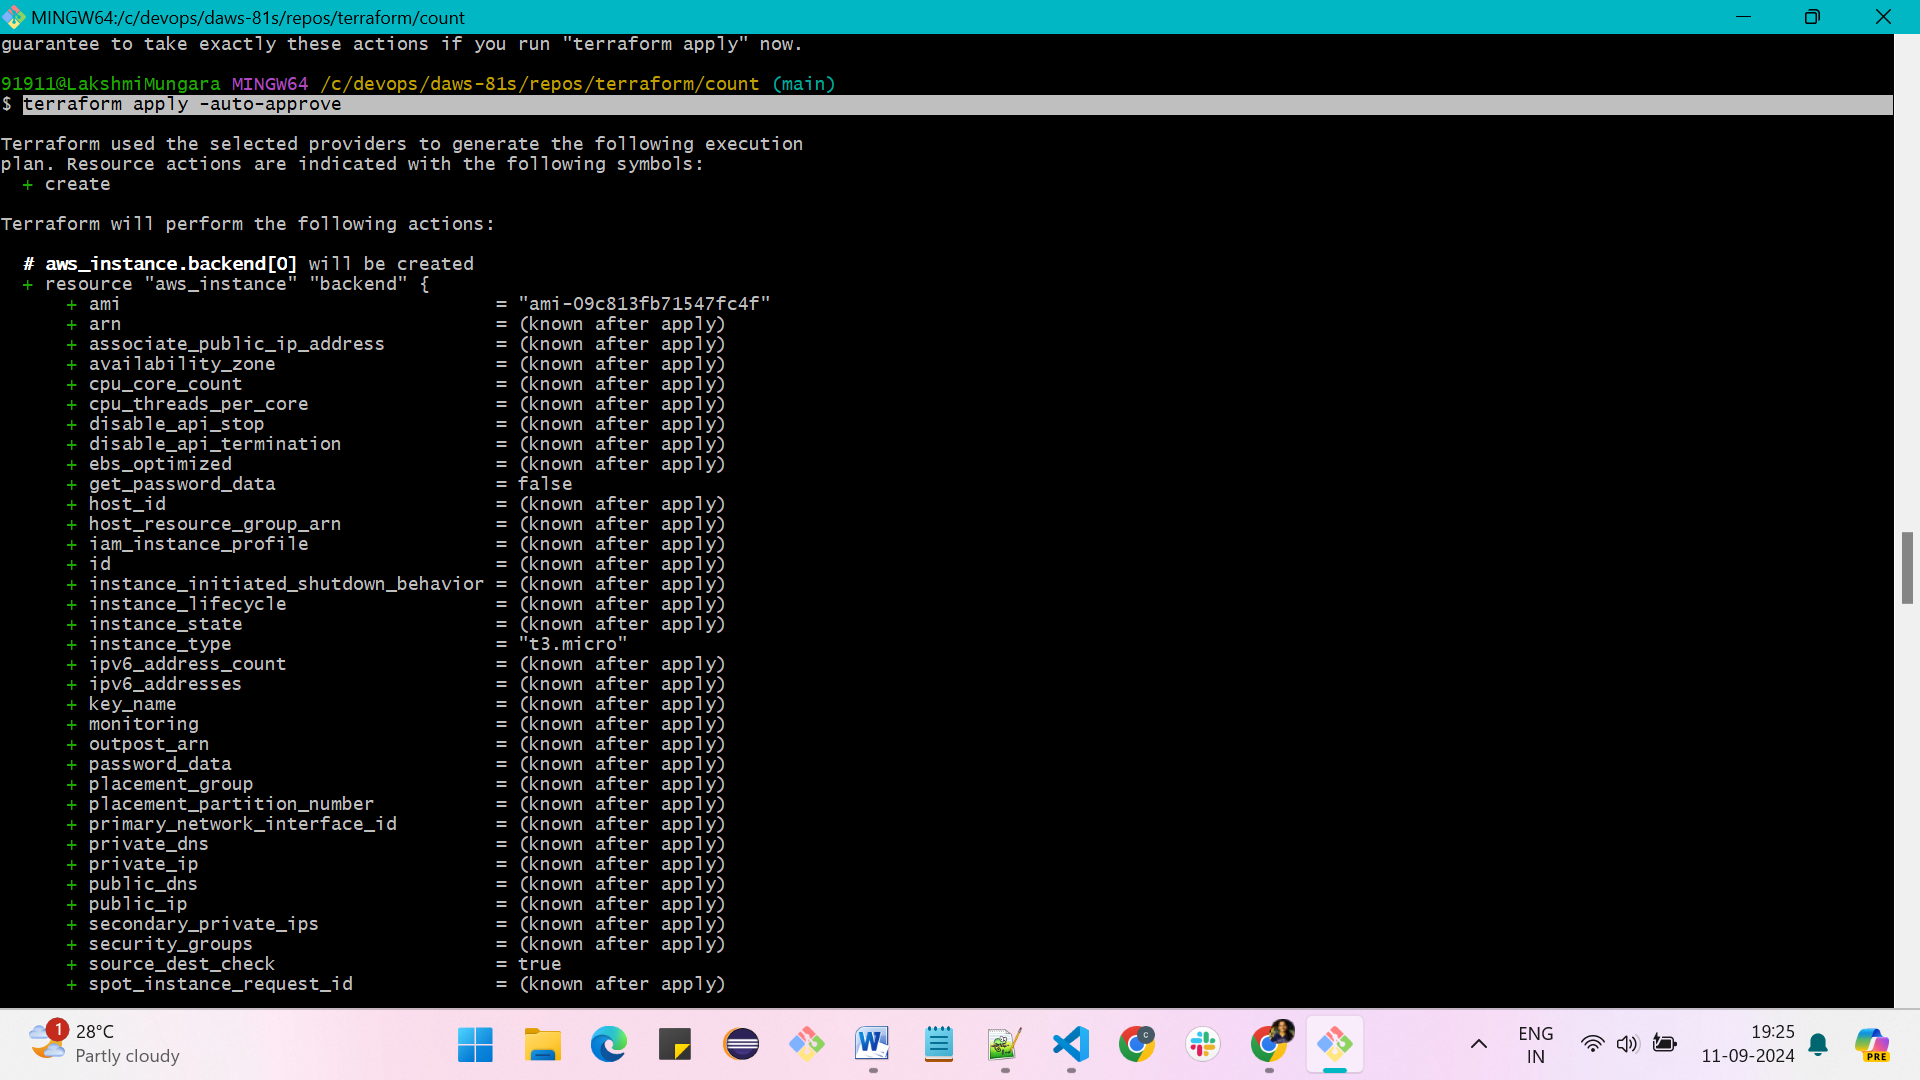 MINGW64:/c/devops/daws-81s/repos/terraform/count
guarantee to take exactly these actions if you run "terraform apply" now.
91911@LakshmiMungara MINGW64 /c/devops/daws-81s/repos/terraform/count (main)
$ terraform apply -auto-approve
Terraform used the selected providers to generate the following execution
plan. Resource actions are indicated with the following symbols:
  + create
Terraform will perform the following actions:
  # aws_instance.backend[0] will be created
  + resource "aws_instance" "backend" {
      + ami                                  = "ami-09c813fb71547fc4f"
      + arn                                  = (known after apply)
      + associate_public_ip_address          = (known after apply)
      + availability_zone                    = (known after apply)
      + cpu_core_count                       = (known after apply)
      + cpu_threads_per_core                 = (known after apply)
      + disable_api_stop                     = (known after apply)
      + disable_api_termination              = (known after apply)
      + ebs_optimized                        = (known after apply)
      + get_password_data                    = false
      + host_id                              = (known after apply)
      + host_resource_group_arn              = (known after apply)
      + iam_instance_profile                 = (known after apply)
      + id                                   = (known after apply)
      + instance_initiated_shutdown_behavior = (known after apply)
      + instance_lifecycle                   = (known after apply)
      + instance_state                       = (known after apply)
      + instance_type                        = "t3.micro"
      + ipv6_address_count                   = (known after apply)
      + ipv6_addresses                       = (known after apply)
      + key_name                             = (known after apply)
      + monitoring                           = (known after apply)
      + outpost_arn                          = (known after apply)
      + password_data                        = (known after apply)
      + placement_group                      = (known after apply)
      + placement_partition_number           = (known after apply)
      + primary_network_interface_id         = (known after apply)
      + private_dns                          = (known after apply)
      + private_ip                           = (known after apply)
      + public_dns                           = (known after apply)
      + public_ip                            = (known after apply)
      + secondary_private_ips                = (known after apply)
      + security_groups                      = (known after apply)
      + source_dest_check                    = true
      + spot_instance_request_id             = (known after apply)
1
28°C
Partly cloudy
W
C
ENG
IN
19:25
11-09-2024
PRE